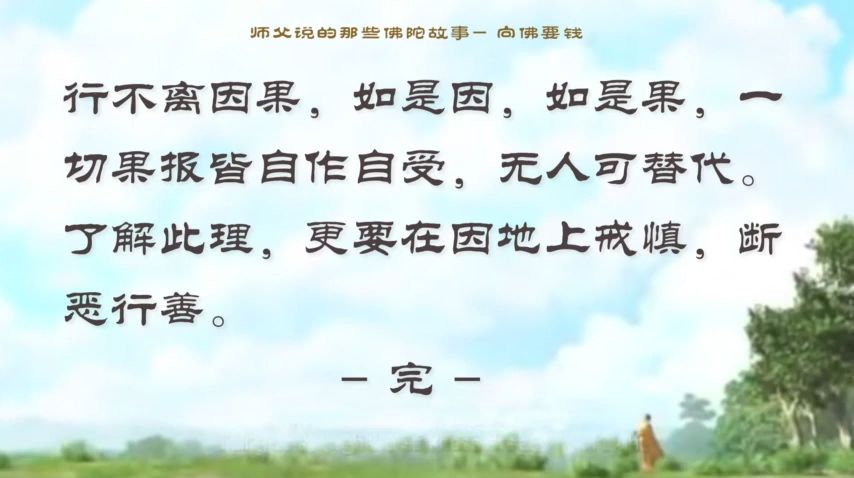 师父说的那些佛陀故事- 向佛要钱
行不离因果，如是因，如是果，一
切果报皆自作自受，无人可替代。
了解此理，更要在因地上戒慎，断
恶行善。
- 完 -